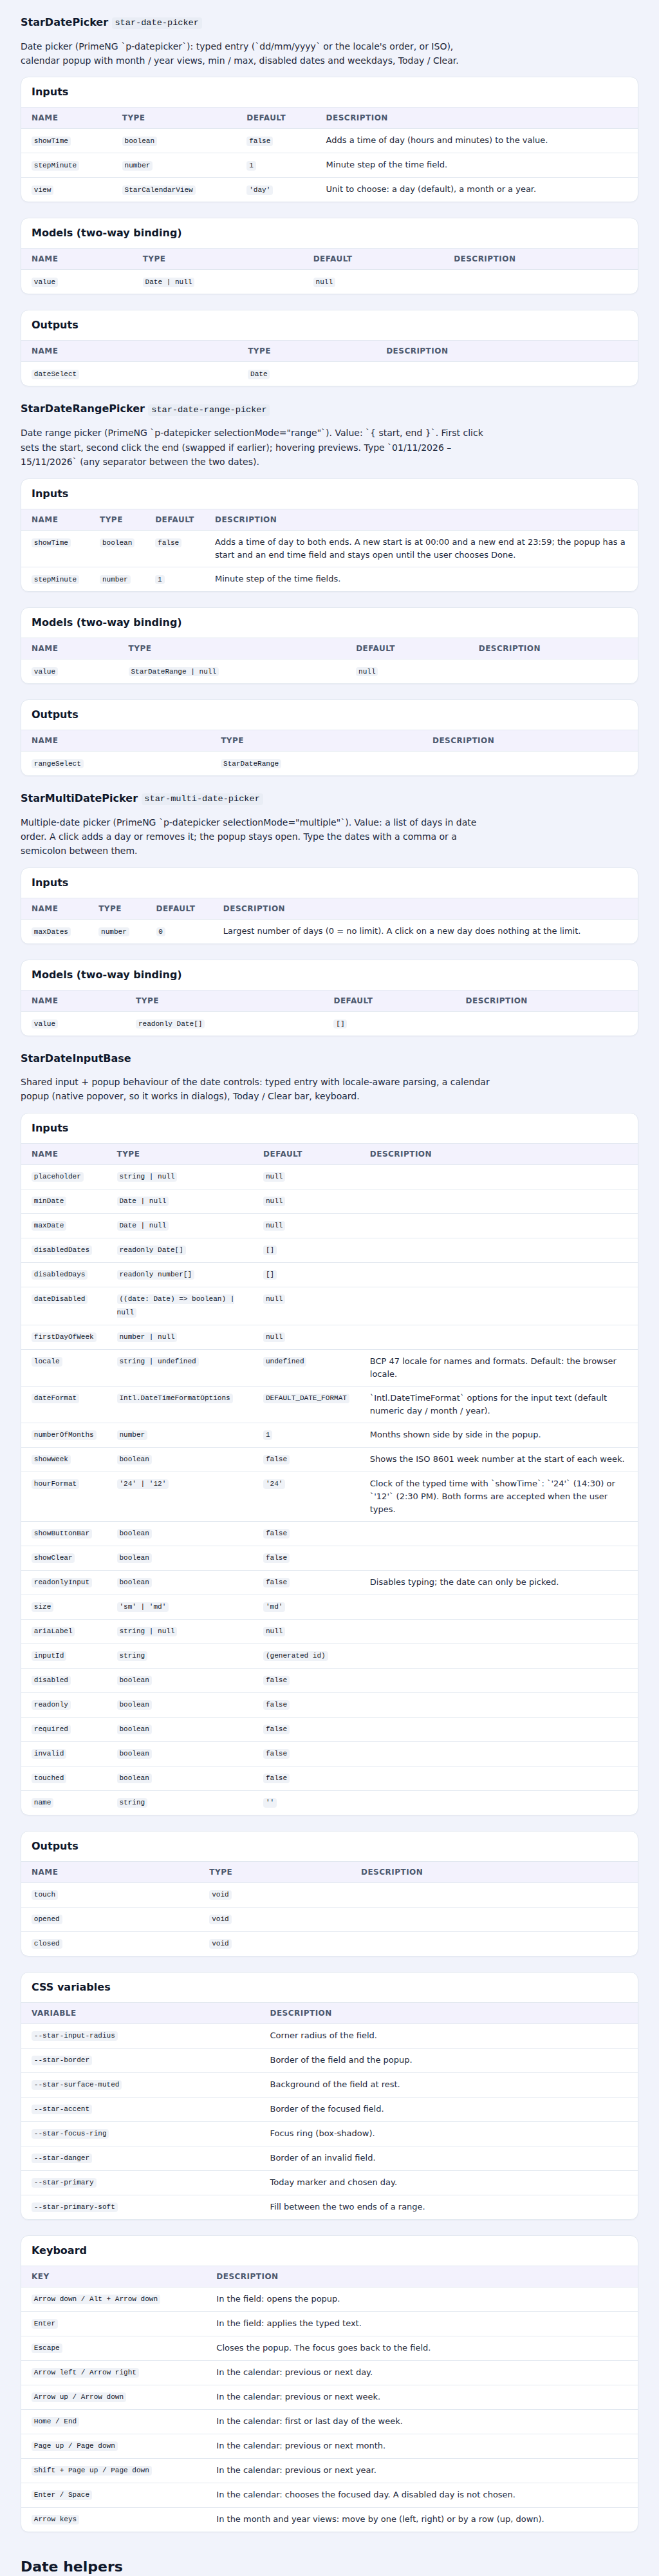 StarDatePicker star-date-picker
Date picker (PrimeNG `p-datepicker`): typed entry (`dd/mm/yyyy` or the locale's order, or ISO),
calendar popup with month / year views, min / max, disabled dates and weekdays, Today / Clear.
Inputs
NAME TYPE DEFAULT DESCRIPTION
showTime boolean false Adds a time of day (hours and minutes) to the value.
stepMinute number 1 Minute step of the time field.
view StarCalendarView 'day' Unit to choose: a day (default), a month or a year.
Models (two-way binding)
NAME TYPE DEFAULT DESCRIPTION
value Date | null null
Outputs
NAME TYPE DESCRIPTION
dateSelect Date
StarDateRangePicker star-date-range-picker
Date range picker (PrimeNG `p-datepicker selectionMode="range"`). Value: `{ start, end }`. First click
sets the start, second click the end (swapped if earlier); hovering previews. Type `01/11/2026 –
15/11/2026` (any separator between the two dates).
Inputs
NAME TYPE DEFAULT DESCRIPTION
showTime boolean false Adds a time of day to both ends. A new start is at 00:00 and a new end at 23:59; the popup has a
start and an end time field and stays open until the user chooses Done.
stepMinute number 1 Minute step of the time fields.
Models (two-way binding)
NAME TYPE DEFAULT DESCRIPTION
value StarDateRange | null null
Outputs
NAME TYPE DESCRIPTION
rangeSelect StarDateRange
StarMultiDatePicker star-multi-date-picker
Multiple-date picker (PrimeNG `p-datepicker selectionMode="multiple"`). Value: a list of days in date
order. A click adds a day or removes it; the popup stays open. Type the dates with a comma or a
semicolon between them.
Inputs
NAME TYPE DEFAULT DESCRIPTION
maxDates number 0 Largest number of days (0 = no limit). A click on a new day does nothing at the limit.
Models (two-way binding)
NAME TYPE DEFAULT DESCRIPTION
value readonly Date[] []
StarDateInputBase
Shared input + popup behaviour of the date controls: typed entry with locale-aware parsing, a calendar
popup (native popover, so it works in dialogs), Today / Clear bar, keyboard.
Inputs
NAME TYPE DEFAULT DESCRIPTION
placeholder string | null null
minDate Date | null null
maxDate Date | null null
disabledDates readonly Date[] []
disabledDays readonly number[] []
dateDisabled ((date: Date) => boolean) | null
null
firstDayOfWeek number | null null
locale string | undefined undefined BCP 47 locale for names and formats. Default: the browser
locale.
dateFormat Intl.DateTimeFormatOptions DEFAULT_DATE_FORMAT `Intl.DateTimeFormat` options for the input text (default
numeric day / month / year).
numberOfMonths number 1 Months shown side by side in the popup.
showWeek boolean false Shows the ISO 8601 week number at the start of each week.
hourFormat '24' | '12' '24' Clock of the typed time with `showTime`: `'24'` (14:30) or
`'12'` (2:30 PM). Both forms are accepted when the user
types.
showButtonBar boolean false
showClear boolean false
readonlyInput boolean false Disables typing; the date can only be picked.
size 'sm' | 'md' 'md'
ariaLabel string | null null
inputId string (generated id)
disabled boolean false
readonly boolean false
required boolean false
invalid boolean false
touched boolean false
name string ''
Outputs
NAME TYPE DESCRIPTION
touch void
opened void
closed void
CSS variables
VARIABLE DESCRIPTION
--star-input-radius Corner radius of the field.
--star-border Border of the field and the popup.
--star-surface-muted Background of the field at rest.
--star-accent Border of the focused field.
--star-focus-ring Focus ring (box-shadow).
--star-danger Border of an invalid field.
--star-primary Today marker and chosen day.
--star-primary-soft Fill between the two ends of a range.
Keyboard
KEY DESCRIPTION
Arrow down / Alt + Arrow down In the field: opens the popup.
Enter In the field: applies the typed text.
Escape Closes the popup. The focus goes back to the field.
Arrow left / Arrow right In the calendar: previous or next day.
Arrow up / Arrow down In the calendar: previous or next week.
Home / End In the calendar: first or last day of the week.
Page up / Page down In the calendar: previous or next month.
Shift + Page up / Page down In the calendar: previous or next year.
Enter / Space In the calendar: chooses the focused day. A disabled day is not chosen.
Arrow keys In the month and year views: move by one (left, right) or by a row (up, down).
Date helpers